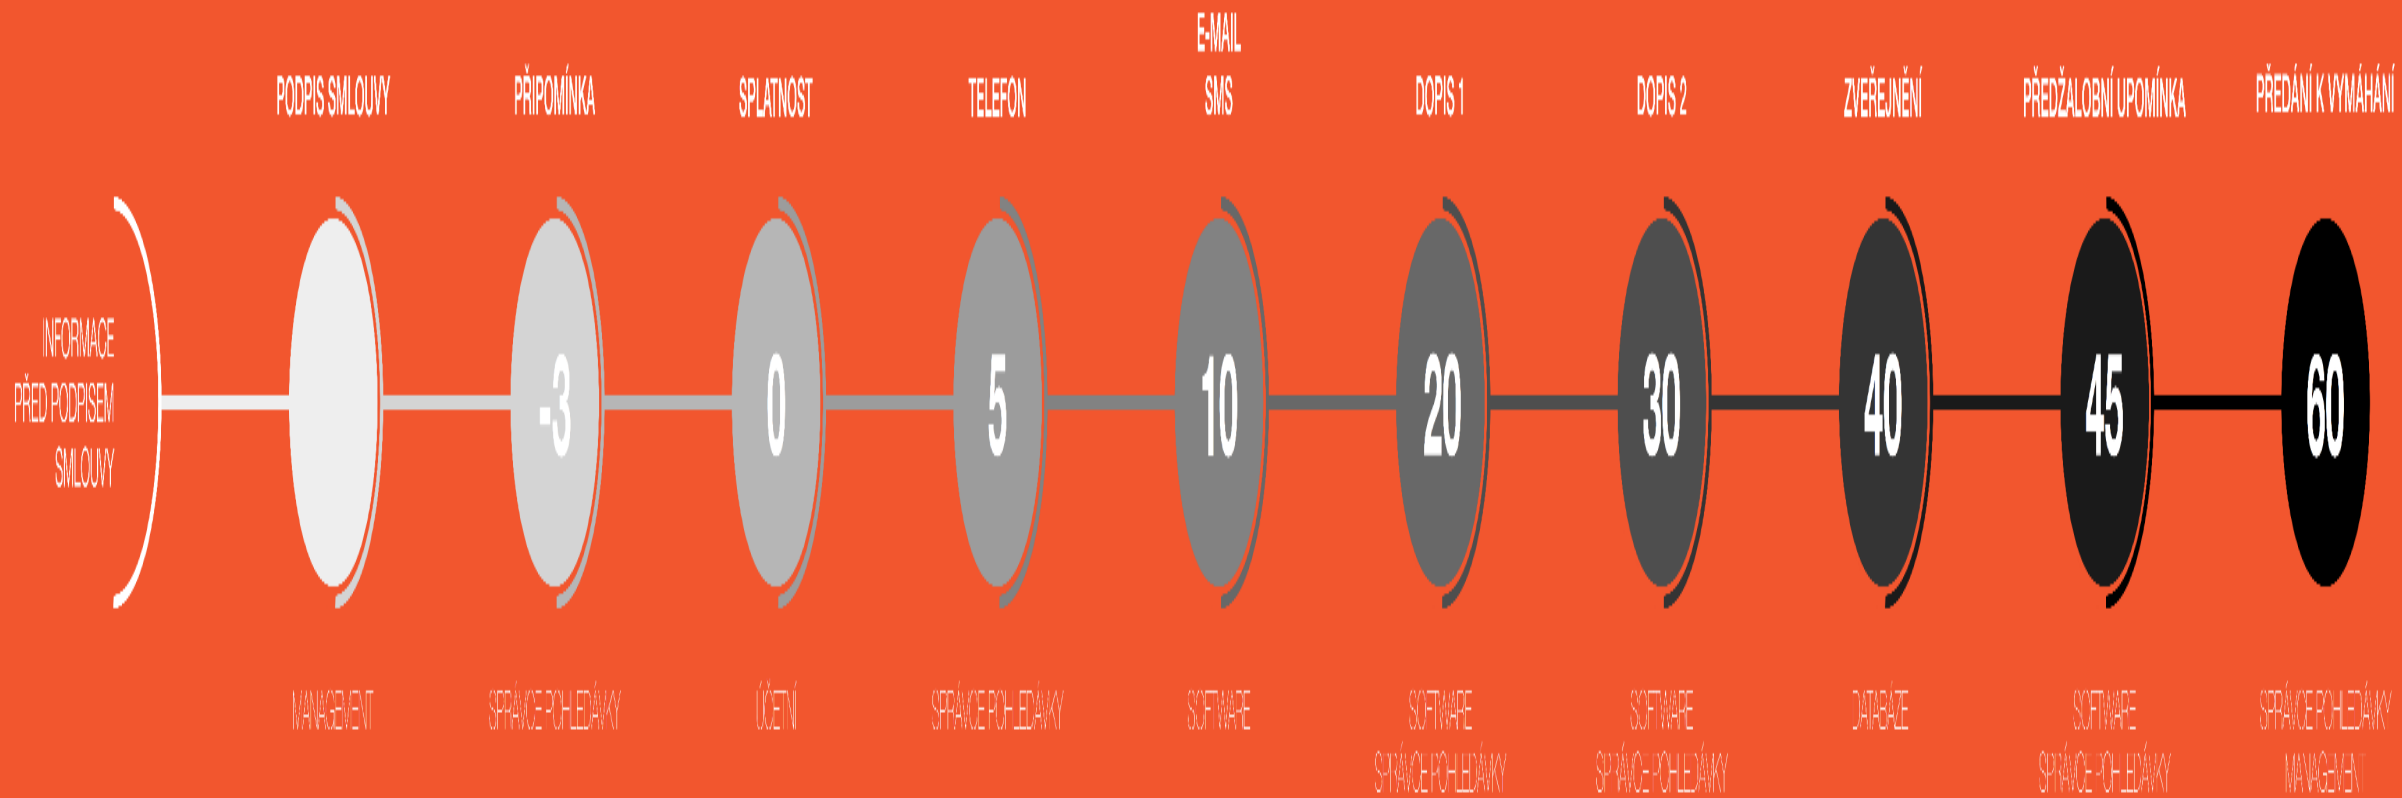 INFORMACE
PŘED PODPISEM
SMLOUVY
PODPIS SMLOUVY
MANAGEMENT
PŘIPOMÍNKA
-3
SPRÁVCE POHLEDÁVKY
SPLATNOST
0
ÚČETNÍ
TELEFON
5
SPRÁVCE POHLEDÁVKY
E-MAIL
SMS
10
SOFTWARE
DOPIS 1
20
SOFTWARE
SPRÁVCE POHLEDÁVKY
DOPIS 2
30
SOFTWARE
SPRÁVCE POHLEDÁVKY
ZVEŘEJNĚNÍ
40
DATABÁZE
PŘEDŽALOBNÍ UPOMÍNKA
45
SOFTWARE
SPRÁVCE POHLEDÁVKY
PŘEDÁNÍ K VYMÁHÁNÍ
60
SPRÁVCE POHLEDÁVKY
MANAGEMENT